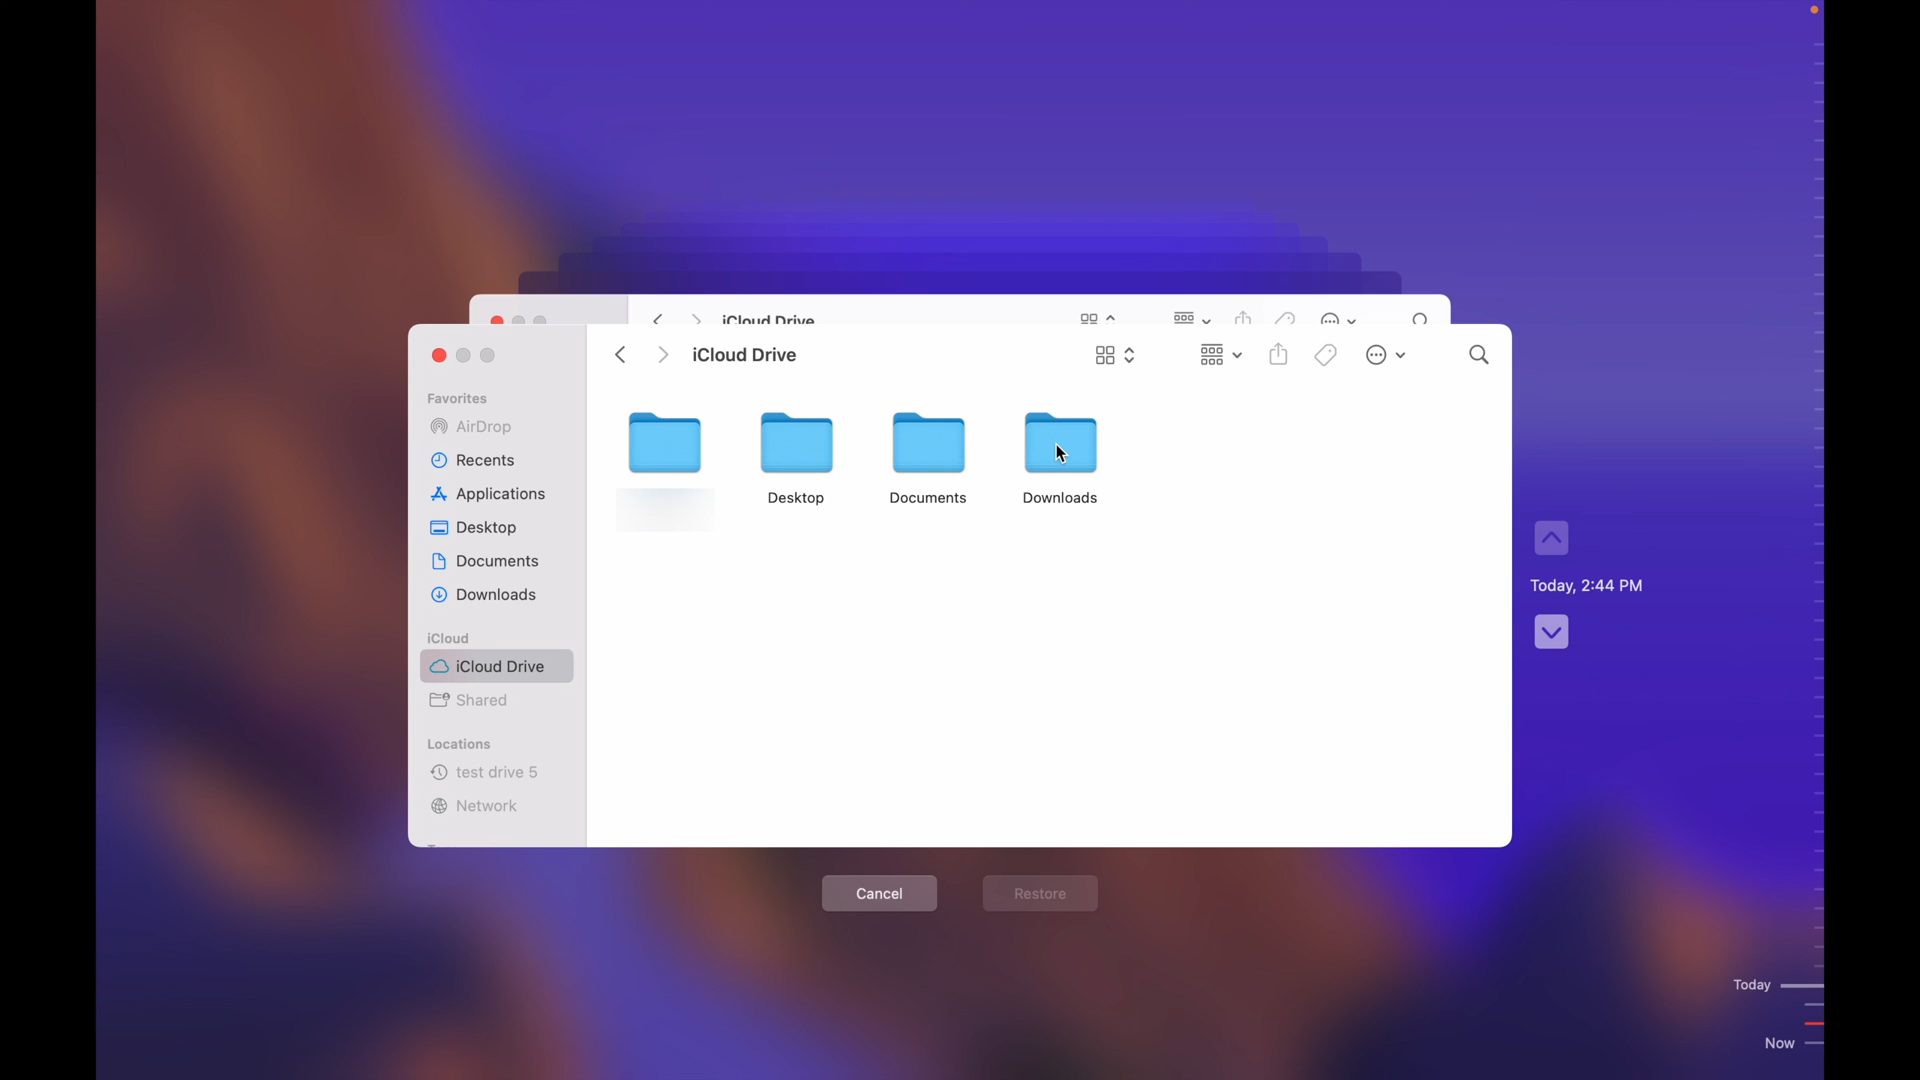 iCloud Drive
iCloud Drive
Favorites
AirDrop
Recents
Applications
Desktop
Documents
Downloads
iCloud
iCloud Drive
Shared
Locations
test drive 5
Network
Desktop
Documents
Downloads
Today, 2:44 PM
Cancel
Restore
Today
Now